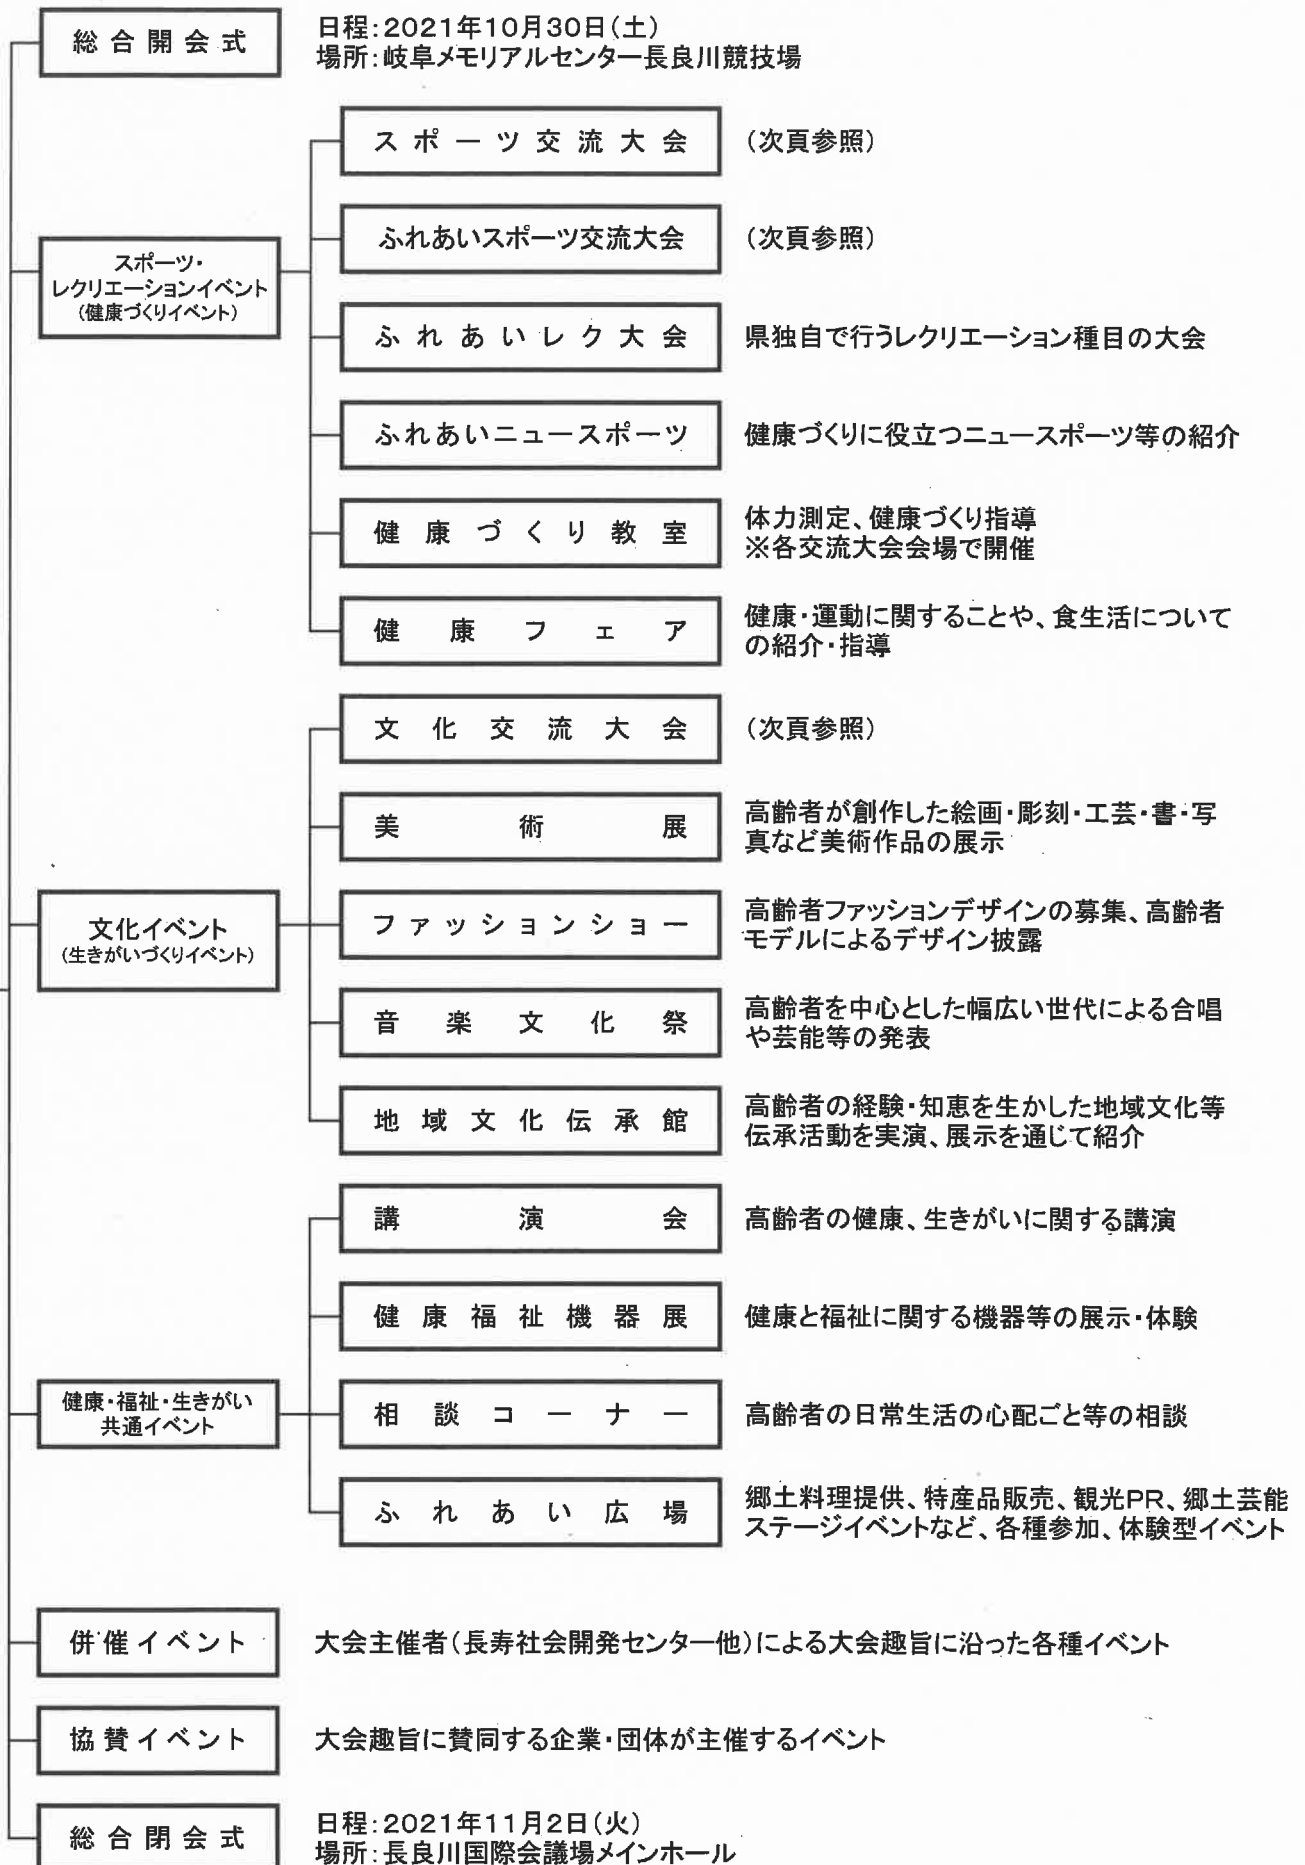 総合開会式
日程:2021年10月30日(土)
場所:岐阜メモリアルセンター長良川競技場
スポーツ・
レクリエーションイベント
(健康づくりイベント)
スポーツ交流大会
(次頁参照)
ふれあいスポーツ交流大会
(次頁参照)
ふれあいレク大会
県独自で行うレクリエーション種目の大会
ふれあいニュースポーツ
健康づくりに役立つニュースポーツ等の紹介
健康づくり教室
体力測定、健康づくり指導
※各交流大会会場で開催
健康フェア
健康・運動に関することや、食生活について
の紹介・指導
文化イベント
(生きがいづくりイベント)
文化交流大会
(次頁参照)
美術展
高齢者が創作した絵画・彫刻・工芸・書・写
真など美術作品の展示
ファッションショー
高齢者ファッションデザインの募集、高齢者
モデルによるデザイン披露
音楽文化祭
高齢者を中心とした幅広い世代による合唱
や芸能等の発表
地域文化伝承館
高齢者の経験・知恵を生かした地域文化等
伝承活動を実演、展示を通じて紹介
健康・福祉・生きがい
共通イベント
講演会
高齢者の健康、生きがいに関する講演
健康福祉機器展
健康と福祉に関する機器等の展示・体験
相談コーナー
高齢者の日常生活の心配ごと等の相談
ふれあい広場
郷土料理提供、特産品販売、観光PR、郷土芸能
ステージイベントなど、各種参加、体験型イベント
併催イベント
大会主催者(長寿社会開発センター他)による大会趣旨に沿った各種イベント
協賛イベント
大会趣旨に賛同する企業・団体が主催するイベント
総合閉会式
日程:2021年11月2日(火)
場所:長良川国際会議場メインホール